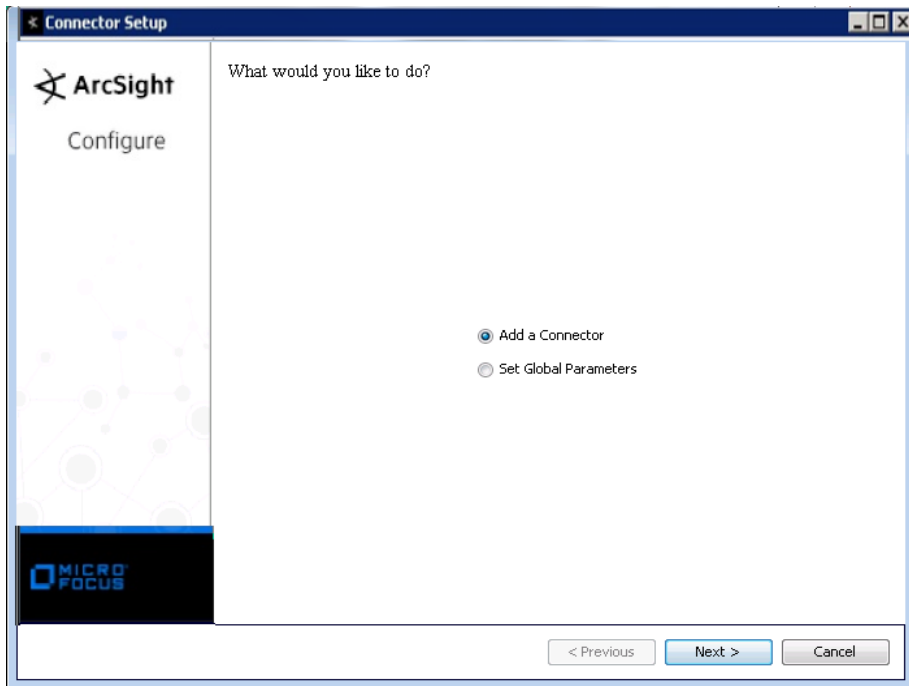 Connector Setup
ArcSight
Configure
What would you like to do?
Add a Connector
Set Global Parameters
MICRO
FOCUS
< Previous
Next >
Cancel